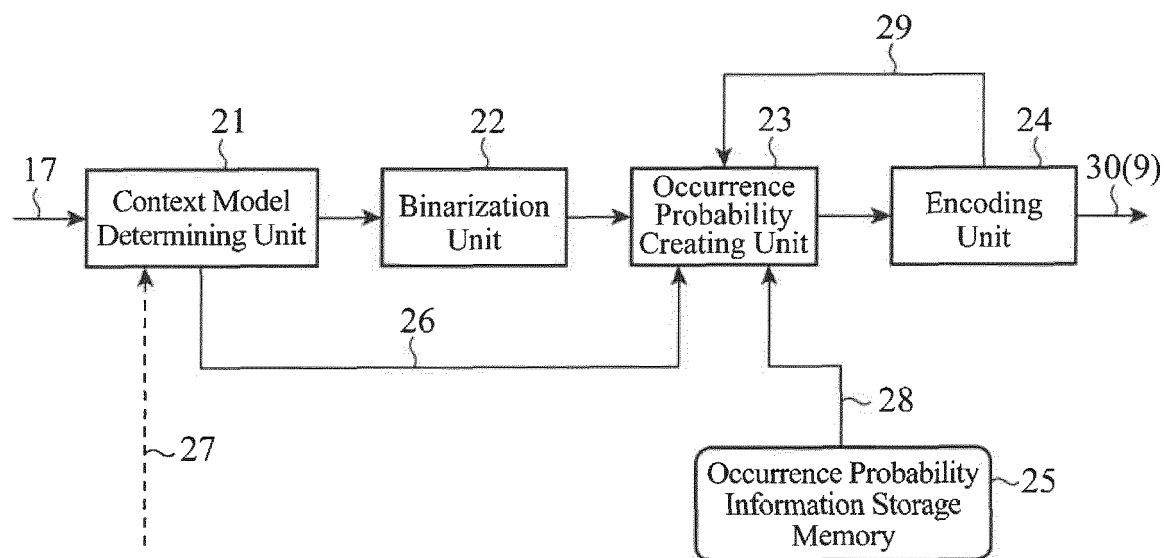 29
21
22
23
24
17
30(9)
Context Model
Determining Unit
Binarization
Unit
Occurrence
Probability
Creating Unit
Encoding
Unit
26
27
28
Occurrence Probability
Information Storage
Memory
25